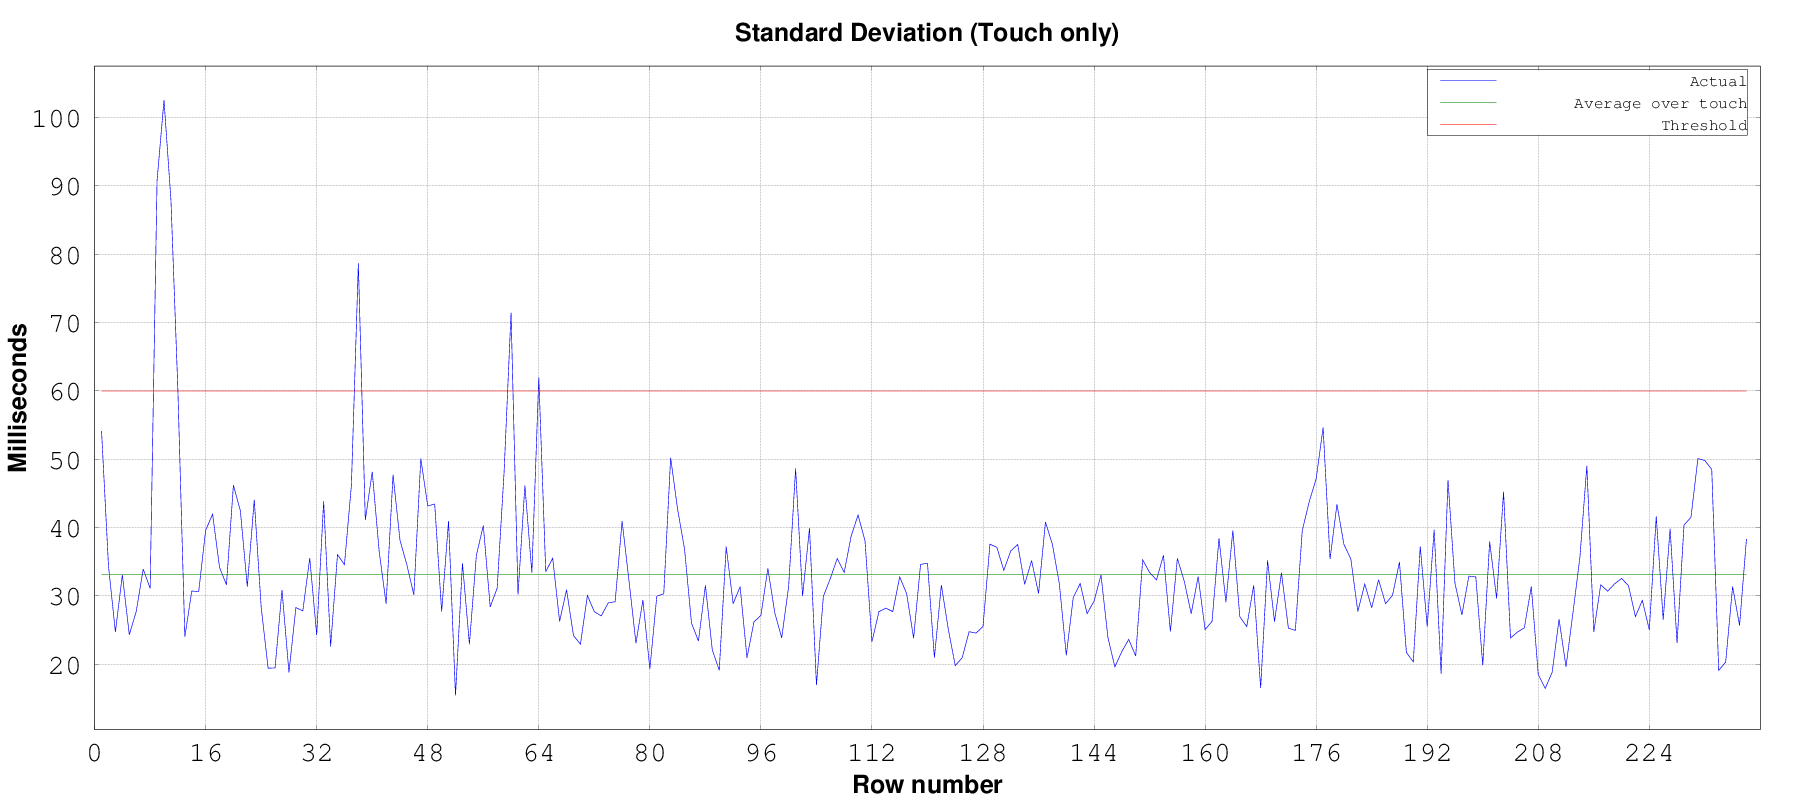 Standard Deviation (Touch only)
Actual
Average over touch
Threshold
100
90
80
70
60
50
40
30
20
Milliseconds
0 16 32 48 64 80 96 112 128 144 160 176 192 208 224
Row number